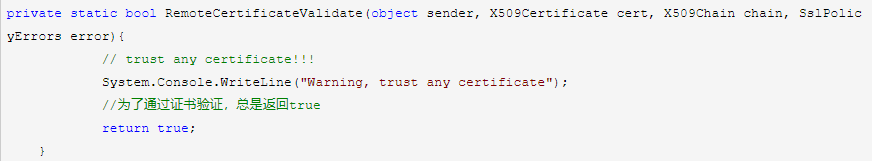 private static bool RemoteCertificateValidate(object sender, X509Certificate cert, X509Chain chain, SslPolic
yErrors error){
// trust any certificate!!!
System.Console.WriteLine("Warning, trust any certificate");
//为了通过证书验证，总是返回true
return true;
}